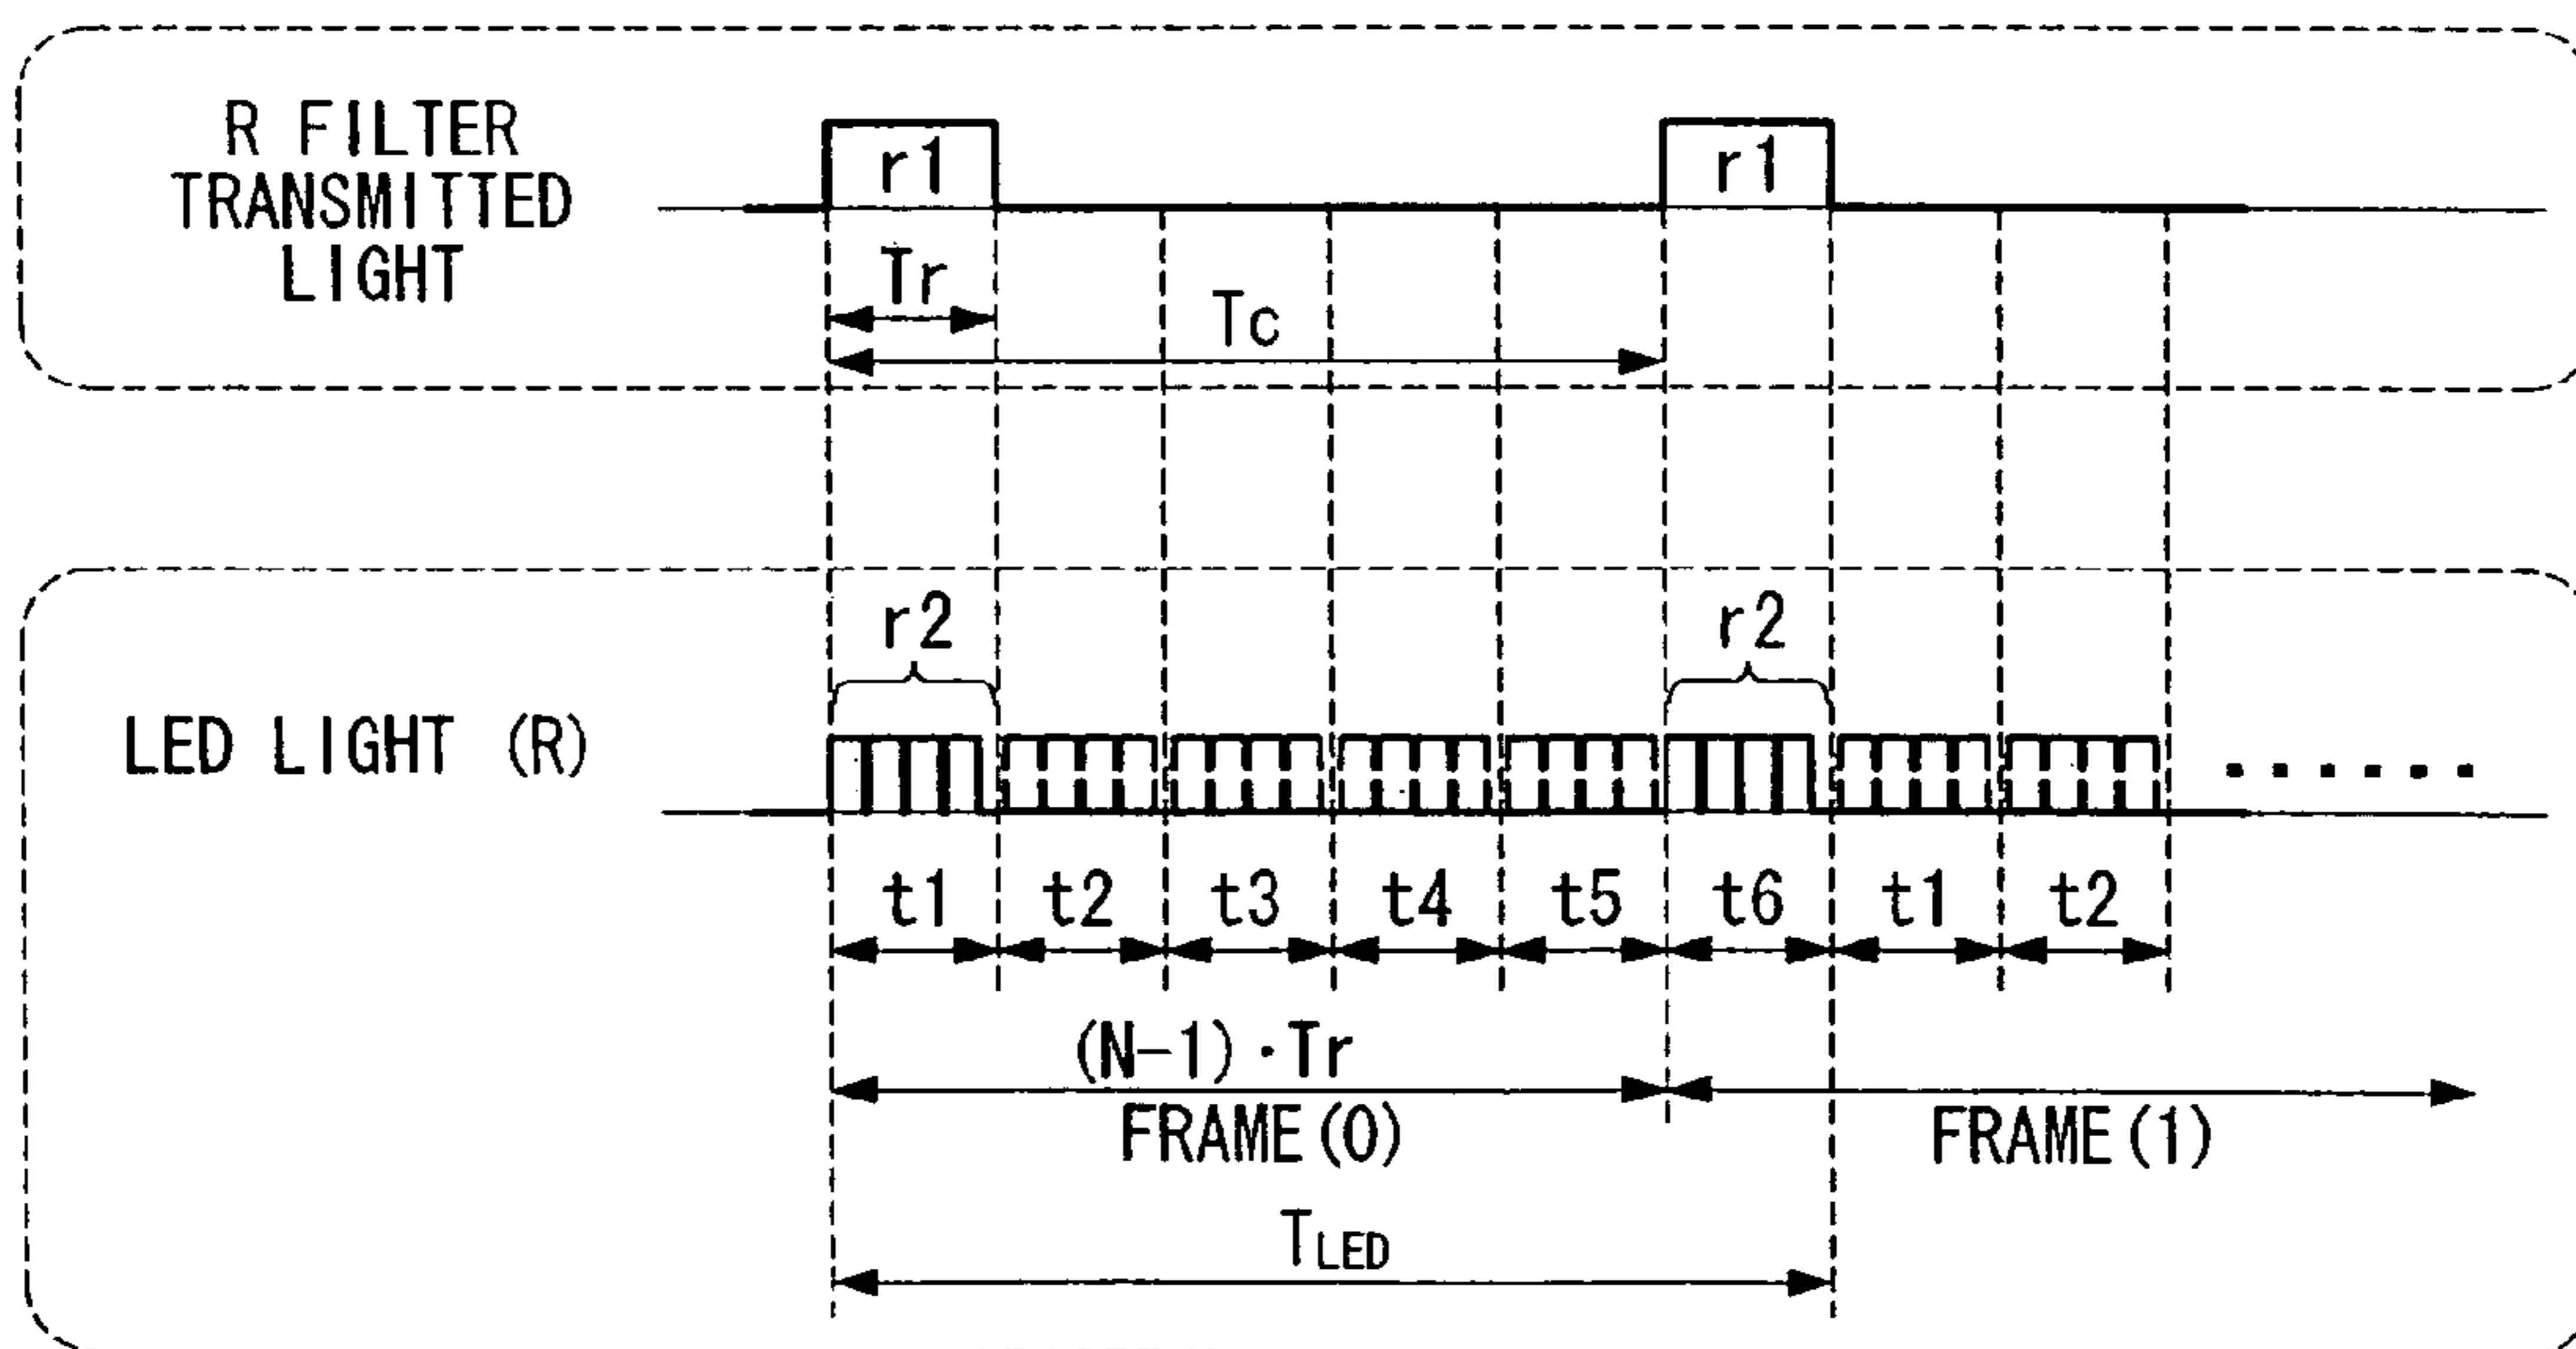 R FILTER
TRANSMITTED
LIGHT
r1
r1
Tr
Tc
r2
r2
LED LIGHT (R)
t1 t2 t3 t4 t5 t6 t1 t2
(N-1)·Tr
FRAME(0)
FRAME(1)
TLED